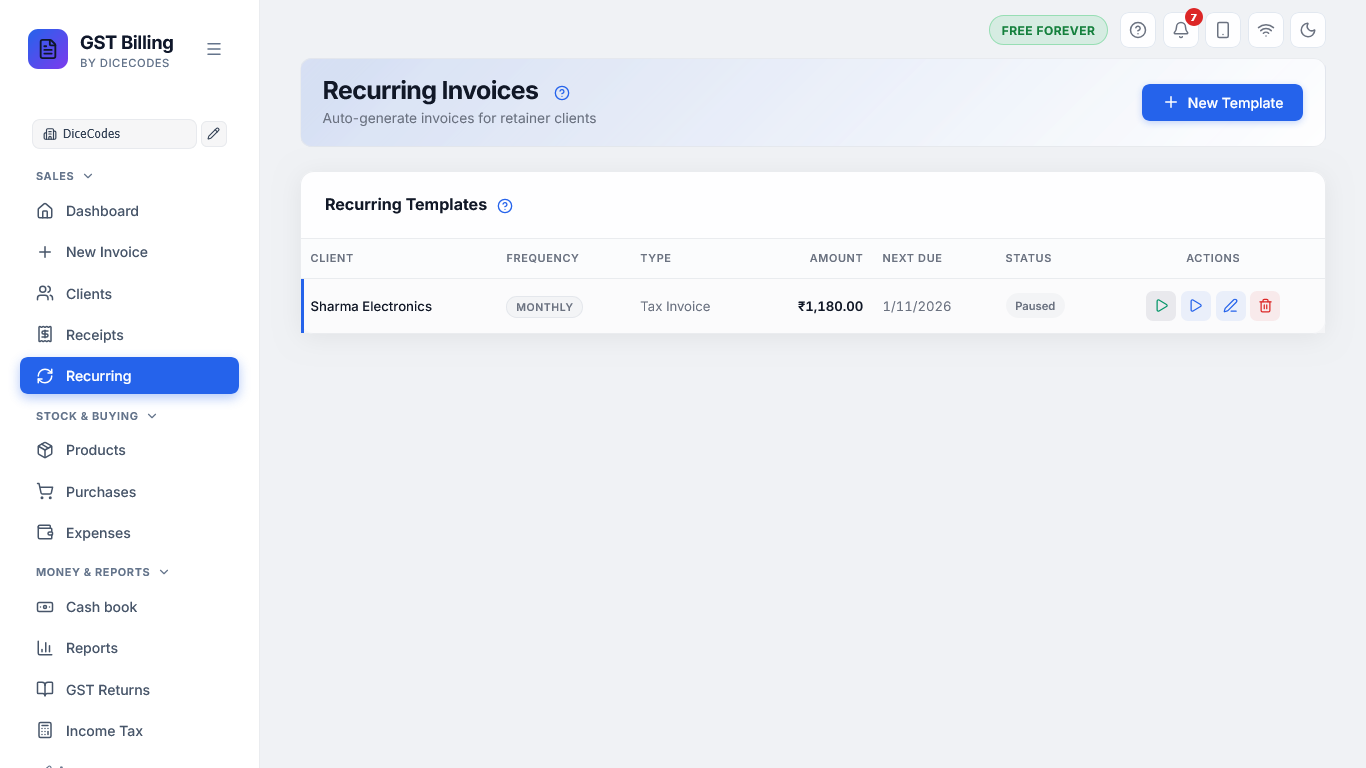 GST Billing
BY DICECODES
DiceCodes
SALES
Dashboard
New Invoice
Clients
Receipts
Recurring
STOCK & BUYING
Products
Purchases
Expenses
MONEY & REPORTS
Cash book
Reports
GST Returns
Income Tax
FREE FOREVER
7
Recurring Invoices
Auto-generate invoices for retainer clients
New Template
Recurring Templates
CLIENT FREQUENCY TYPE AMOUNT NEXT DUE STATUS ACTIONS
Sharma Electronics MONTHLY Tax Invoice ₹1,180.00 1/11/2026 Paused